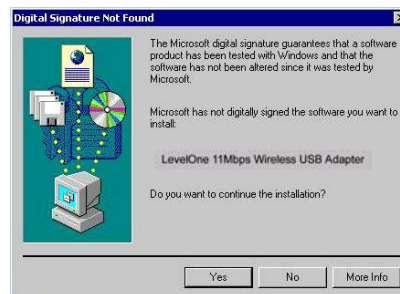 Digital Signature Not Found
The Microsoft digital signature guarantees that a software
product has been tested with Windows and that the
software has not been altered since it was tested by
Microsoft.
Microsoft has not digitally signed the software you want to
install:
LevelOne 11Mbps Wireless USB Adapter
Do you want to continue the installation?
Yes
No
More Info